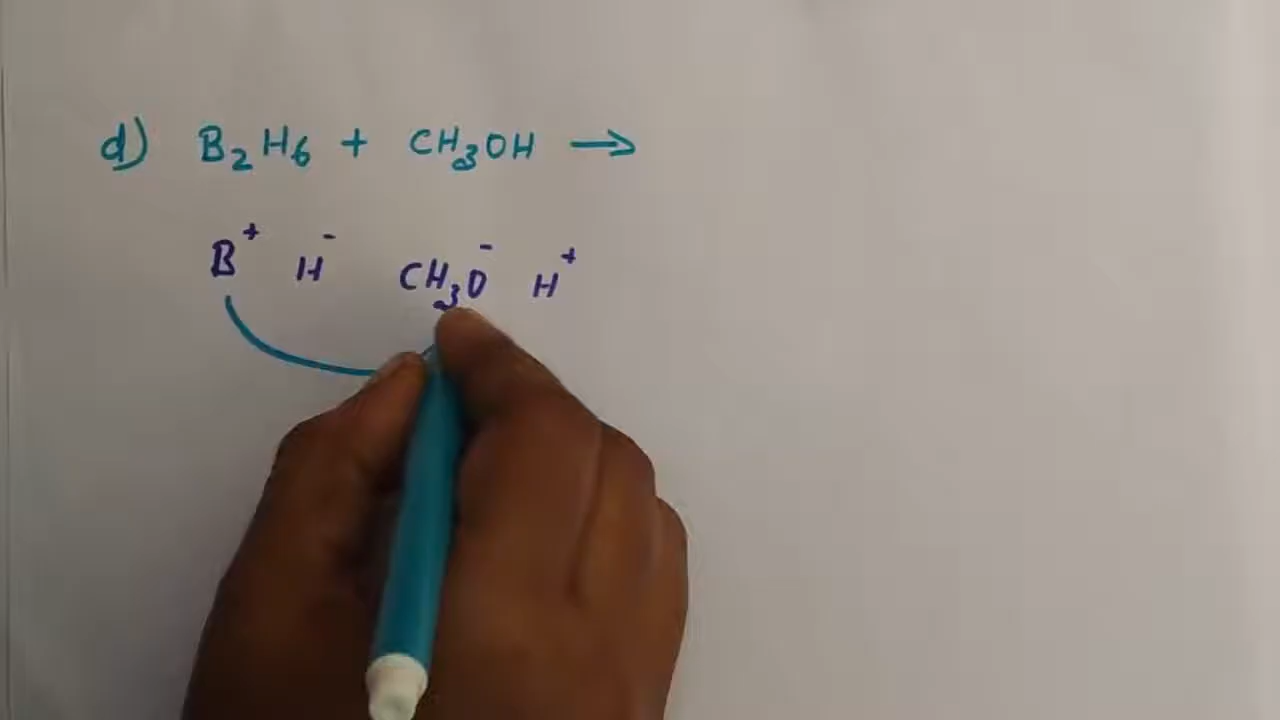 d) B₂H₆ + CH₃OH →
B⁺ H⁻ CH₃O⁻ H⁺